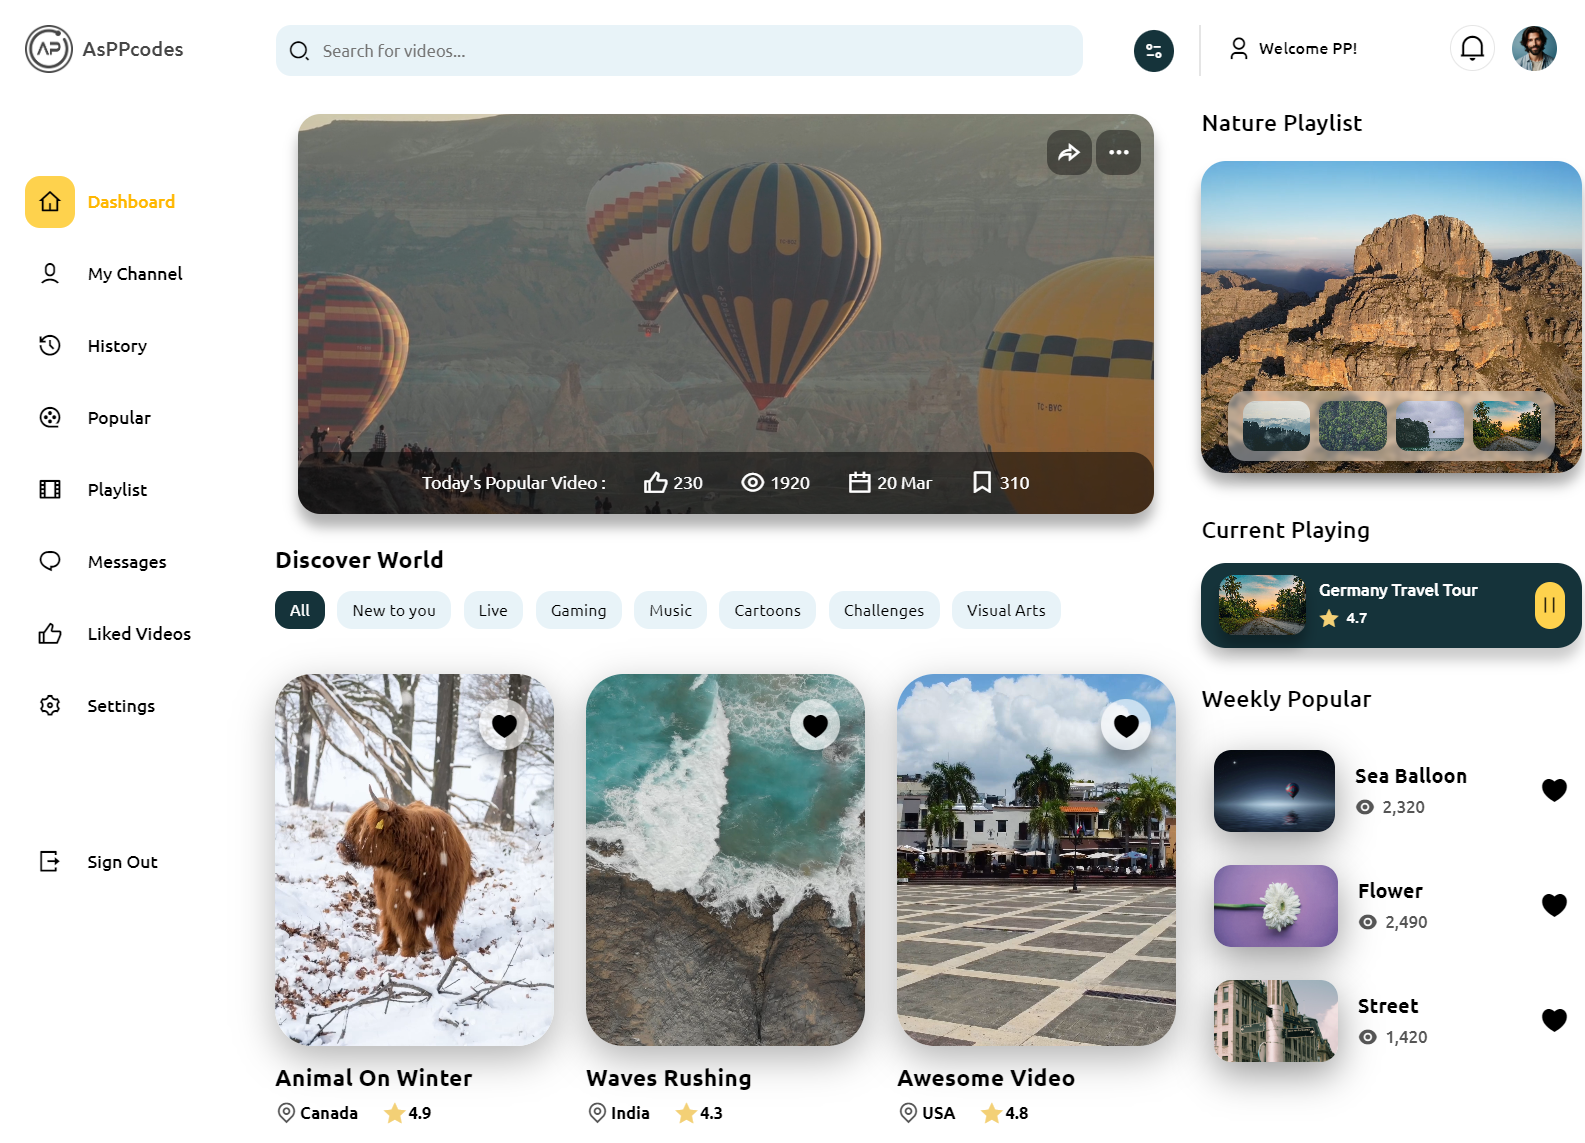 AP AsPPcodes
Search for videos...
Welcome PP!
Dashboard
My Channel
History
Popular
Playlist
Messages
Liked Videos
Settings
Sign Out
TC-BYC
Today's Popular Video : 230 1920 20 Mar 310
Discover World
All New to you Live Gaming Music Cartoons Challenges Visual Arts
Animal On Winter
Canada 4.9
Waves Rushing
India 4.3
Awesome Video
USA 4.8
Nature Playlist
Current Playing
Germany Travel Tour
4.7
Weekly Popular
Sea Balloon
2,320
Flower
2,490
Street
1,420